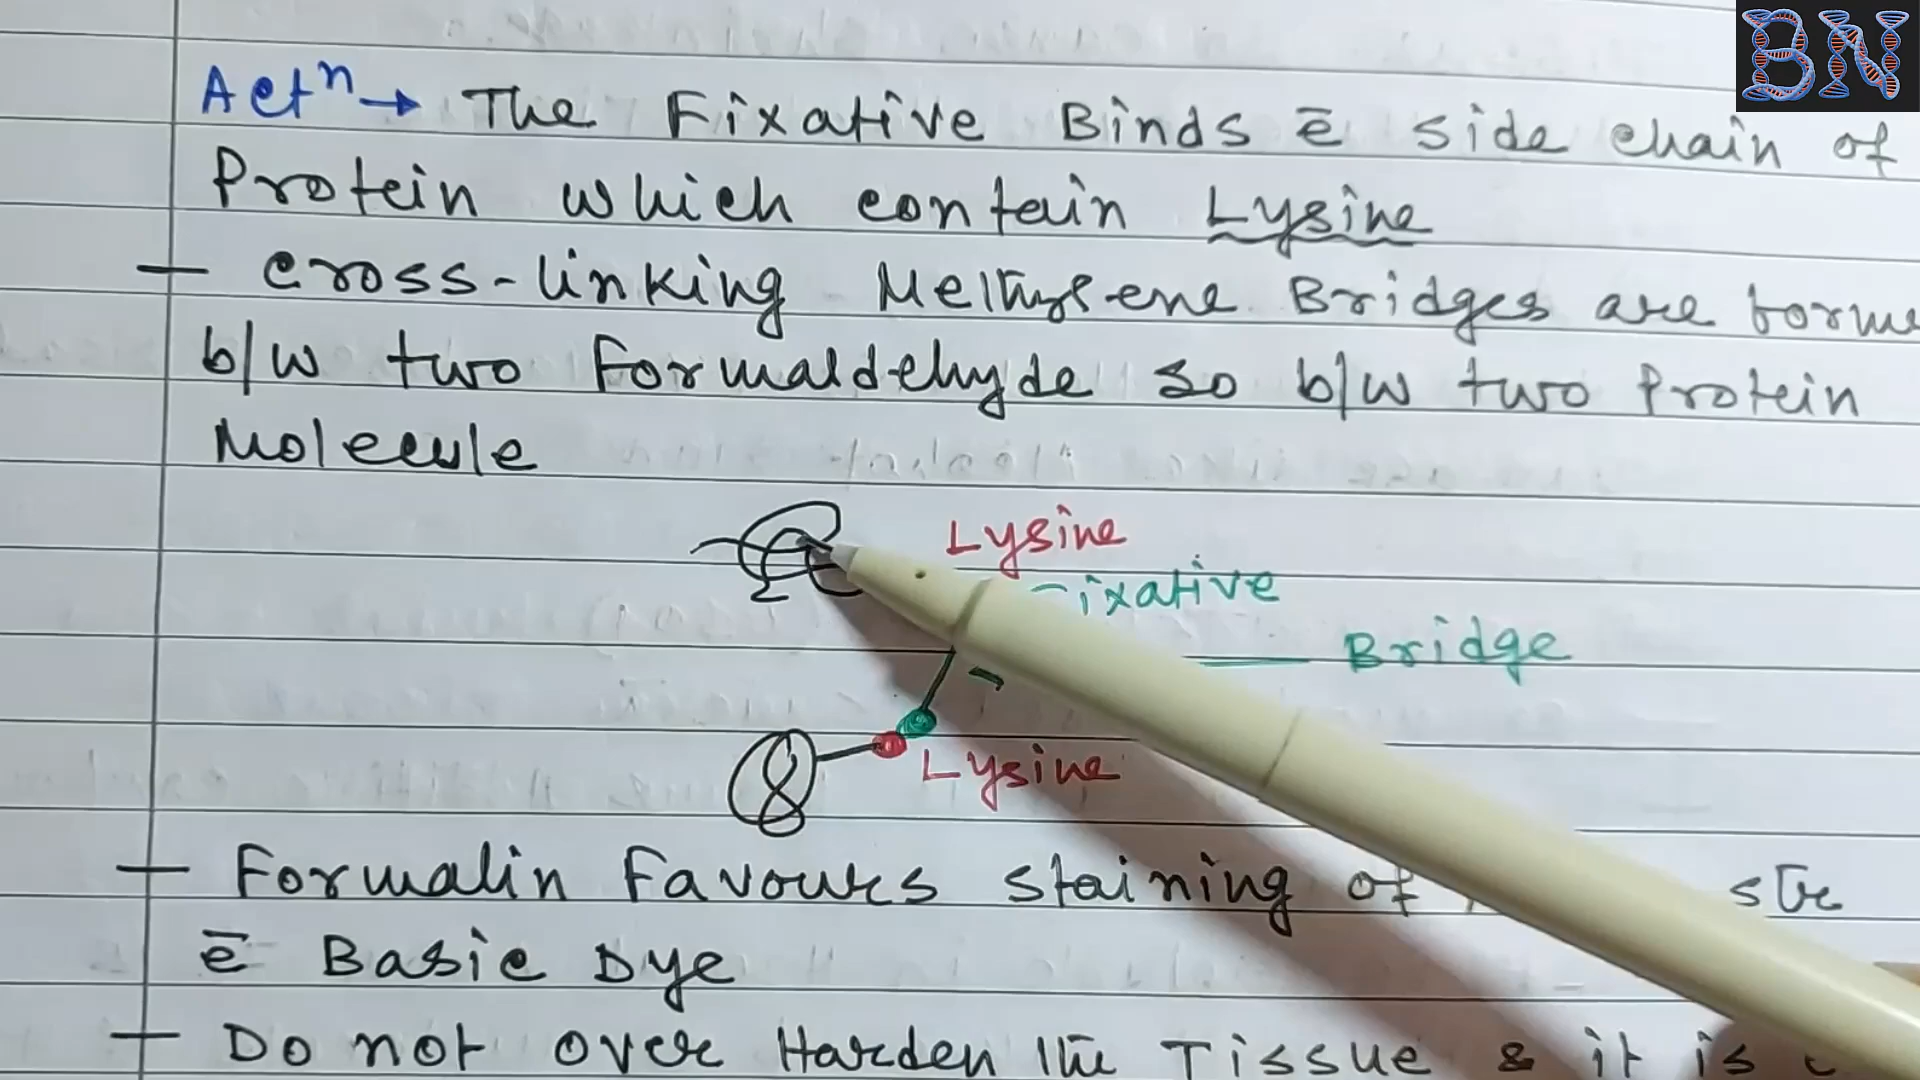 BN
Actⁿ → The Fixative Binds ē side chain of
Protein which contain Lysine
— cross-linking Methylene Bridges are forme
b/w two Formaldehyde so b/w two Protein
Molecule
Lysine
Fixative
Bridge
Lysine
— Formalin Favours staining of
ē Basic Dye
— Do not over Harden the Tissue & it is